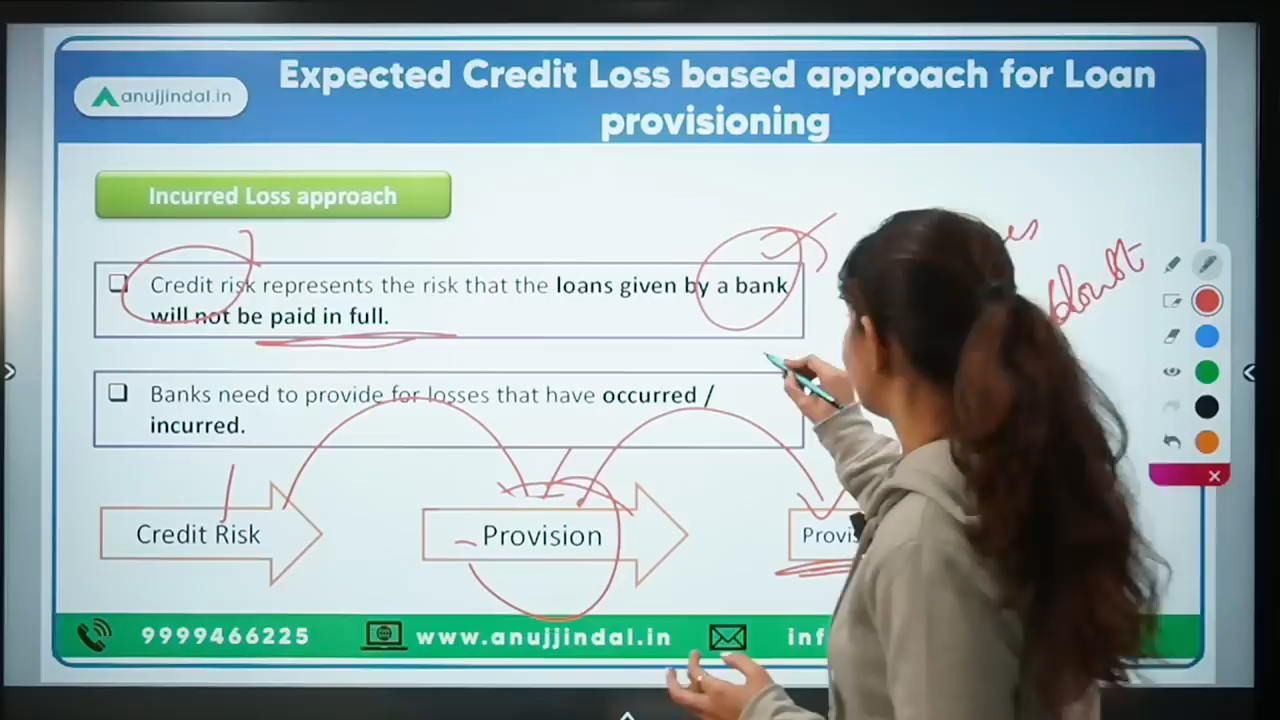 Expected Credit Loss based approach for Loan
provisioning
anujjindal.in
Incurred Loss approach
Credit risk represents the risk that the loans given by a bank
will not be paid in full.
Banks need to provide for losses that have occurred /
incurred.
Credit Risk
Provision
doubt
9999466225
www.anujjindal.in